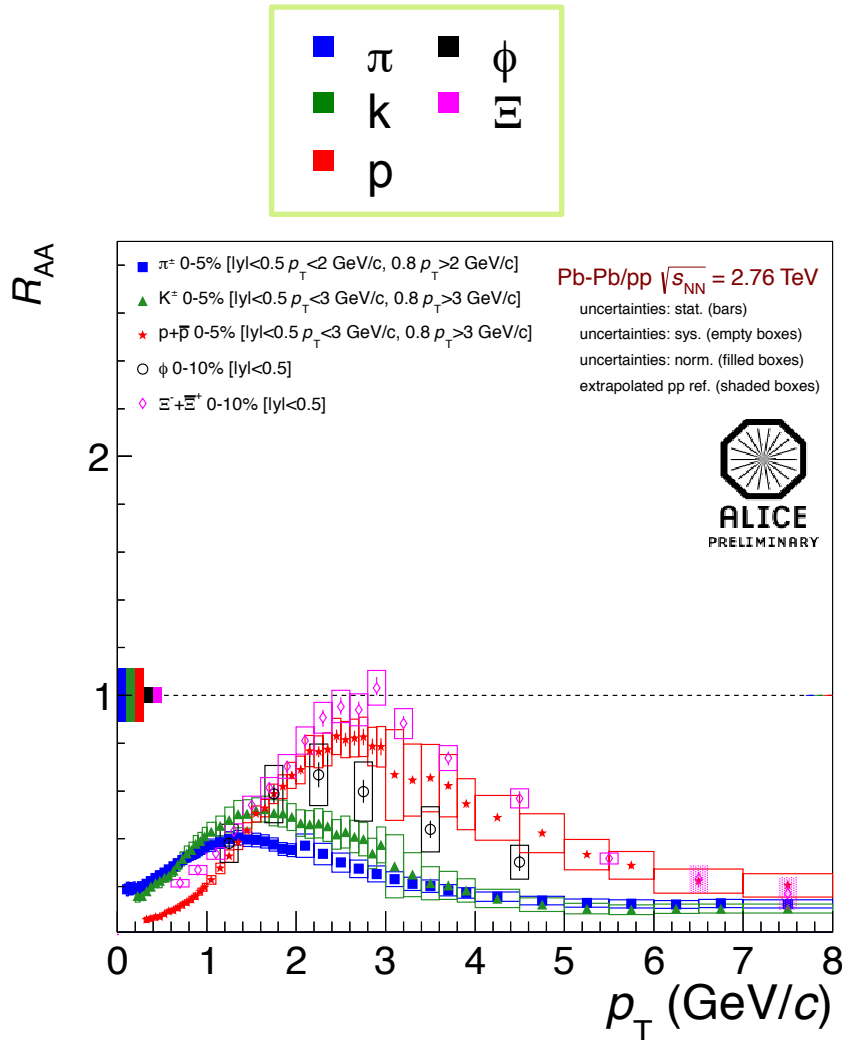 π φ
k Ξ
p
R_AA
π± 0-5% [|y|<0.5 p_T<2 GeV/c, 0.8 p_T>2 GeV/c]
K± 0-5% [|y|<0.5 p_T<3 GeV/c, 0.8 p_T>3 GeV/c]
p+p̅ 0-5% [|y|<0.5 p_T<3 GeV/c, 0.8 p_T>3 GeV/c]
ϕ 0-10% [|y|<0.5]
Ξ⁻+Ξ̅⁺ 0-10% [|y|<0.5]
Pb-Pb/pp √s_NN = 2.76 TeV
uncertainties: stat. (bars)
uncertainties: sys. (empty boxes)
uncertainties: norm. (filled boxes)
extrapolated pp ref. (shaded boxes)
ALICE
PRELIMINARY
2
1
0 1 2 3 4 5 6 7 8
p_T (GeV/c)